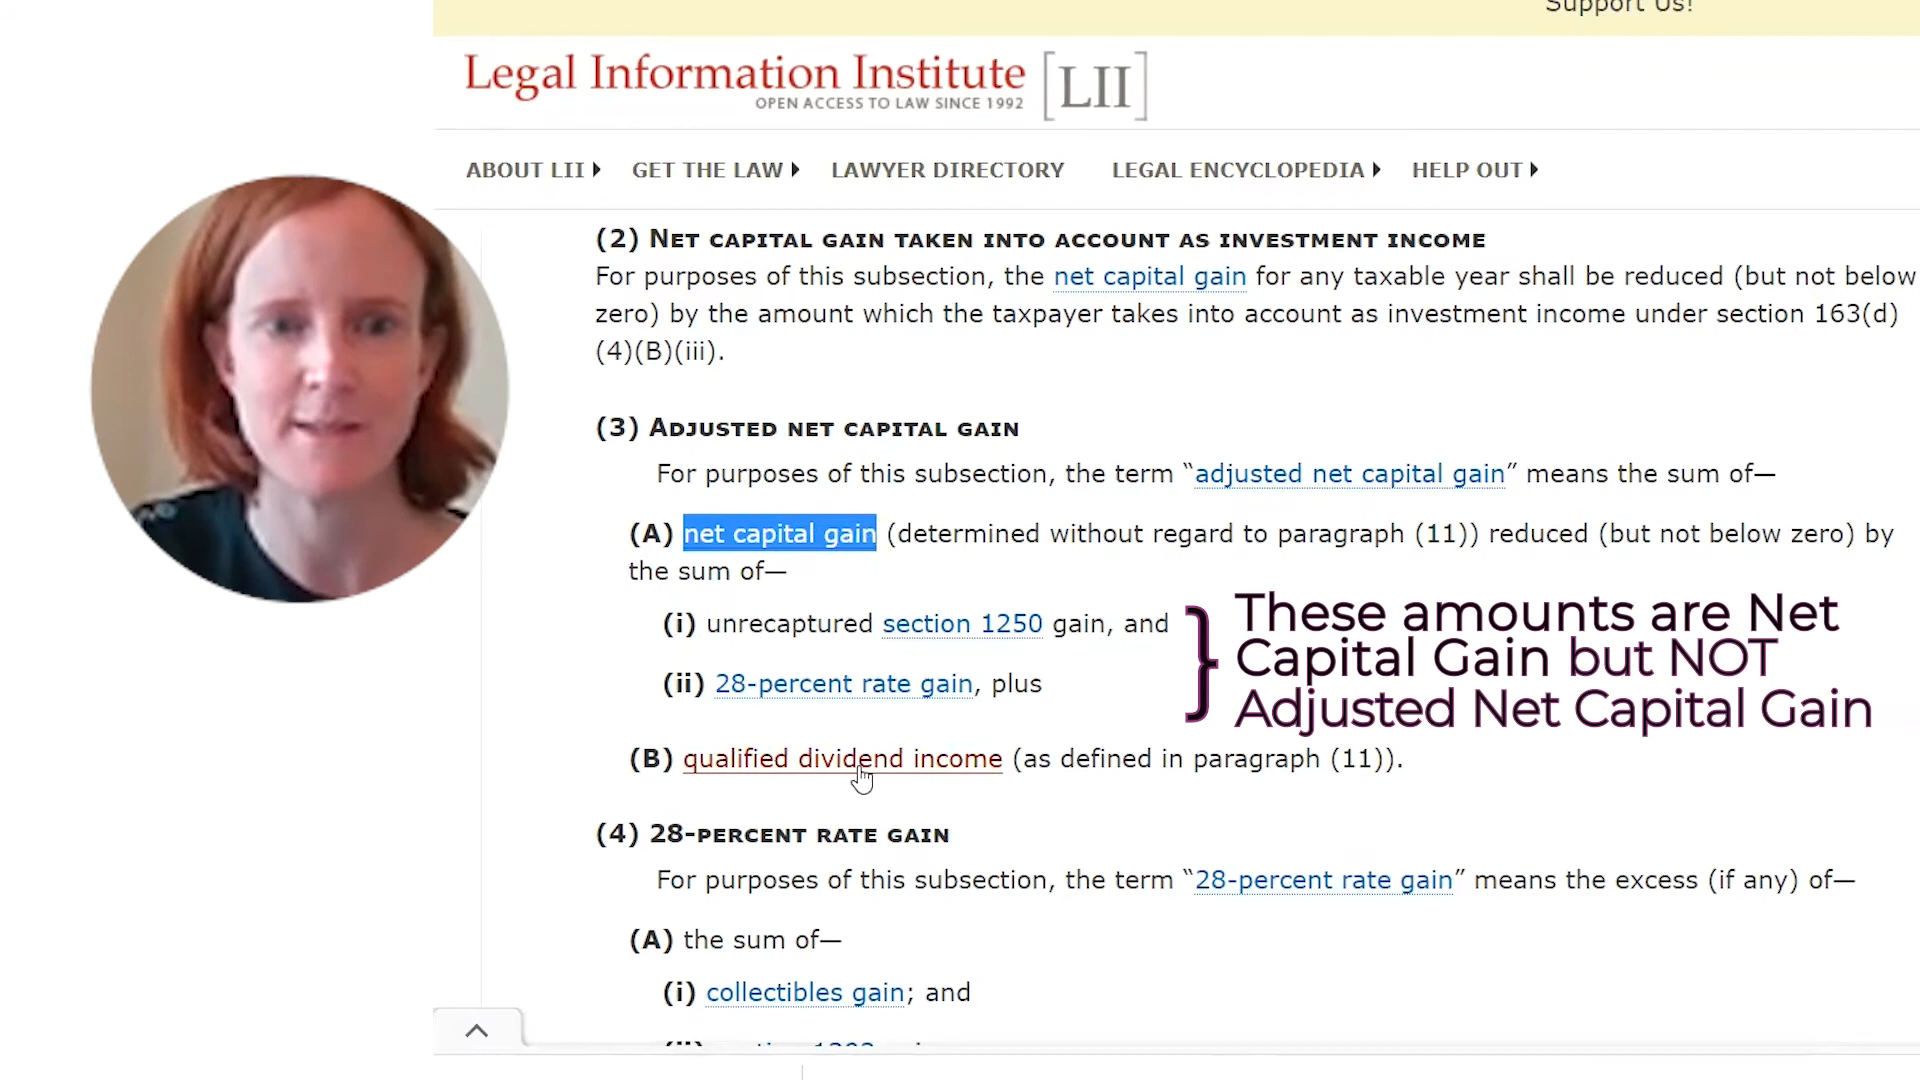 Support Us!
Legal Information Institute [LII]
OPEN ACCESS TO LAW SINCE 1992
ABOUT LII GET THE LAW LAWYER DIRECTORY LEGAL ENCYCLOPEDIA HELP OUT
(2) NET CAPITAL GAIN TAKEN INTO ACCOUNT AS INVESTMENT INCOME
For purposes of this subsection, the net capital gain for any taxable year shall be reduced (but not below
zero) by the amount which the taxpayer takes into account as investment income under section 163(d)
(4)(B)(iii).
(3) ADJUSTED NET CAPITAL GAIN
For purposes of this subsection, the term “adjusted net capital gain” means the sum of—
(A) net capital gain (determined without regard to paragraph (11)) reduced (but not below zero) by
the sum of—
(i) unrecaptured section 1250 gain, and
(ii) 28-percent rate gain, plus
These amounts are Net
Capital Gain but NOT
Adjusted Net Capital Gain
(B) qualified dividend income (as defined in paragraph (11)).
(4) 28-PERCENT RATE GAIN
For purposes of this subsection, the term “28-percent rate gain” means the excess (if any) of—
(A) the sum of—
(i) collectibles gain; and